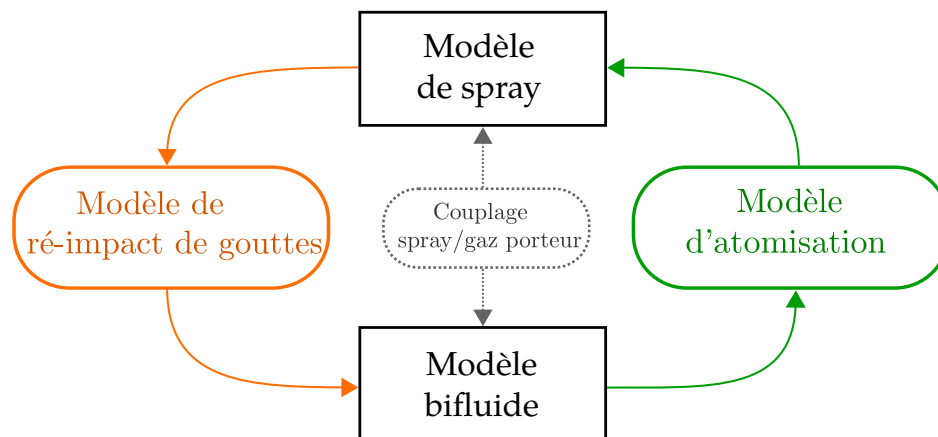 Modèle
de spray
Modèle de
ré-impact de gouttes
Couplage
spray/gaz porteur
Modèle
d'atomisation
Modèle
bifluide